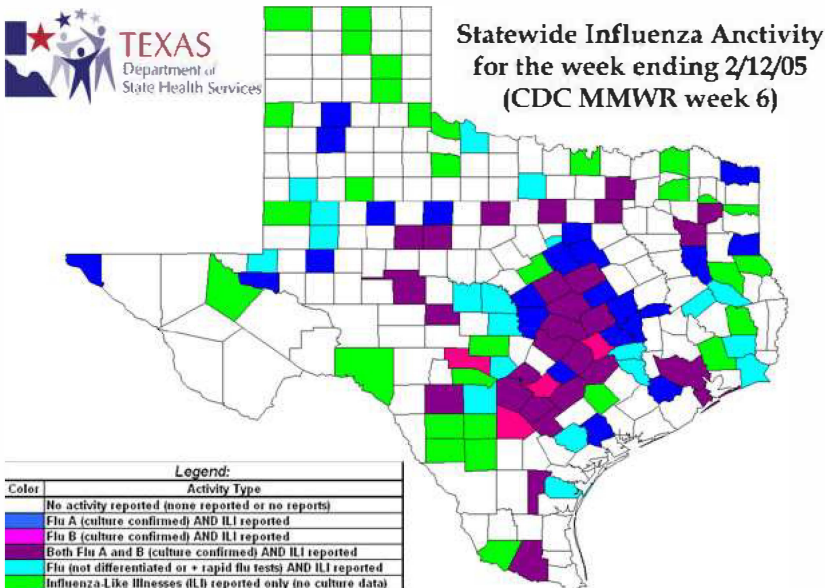 TEXAS
Department of
State Health Services
Statewide Influenza Anctivity
for the week ending 2/12/05
(CDC MMWR week 6)
Legend:
Color Activity Type
No activity reported (none reported or no reports)
Flu A (culture confirmed) AND ILI reported
Flu B (culture confirmed) AND ILI reported
Both Flu A and B (culture confirmed) AND ILI reported
Flu (not differentiated or + rapid flu tests) AND ILI reported
Influenza-Like Illnesses (ILI) reported only (no culture data)